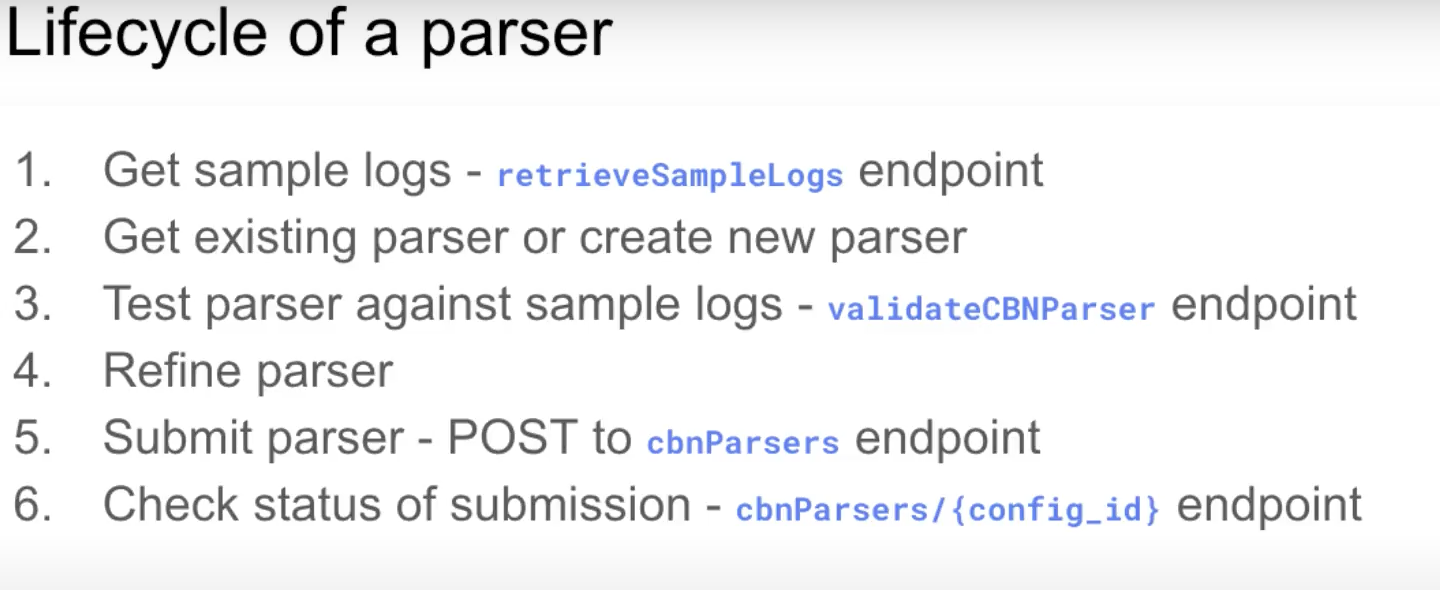 Lifecycle of a parser
1. Get sample logs - retrieveSampleLogs endpoint
2. Get existing parser or create new parser
3. Test parser against sample logs - validateCBNParser endpoint
4. Refine parser
5. Submit parser - POST to cbnParsers endpoint
6. Check status of submission - cbnParsers/{config_id} endpoint